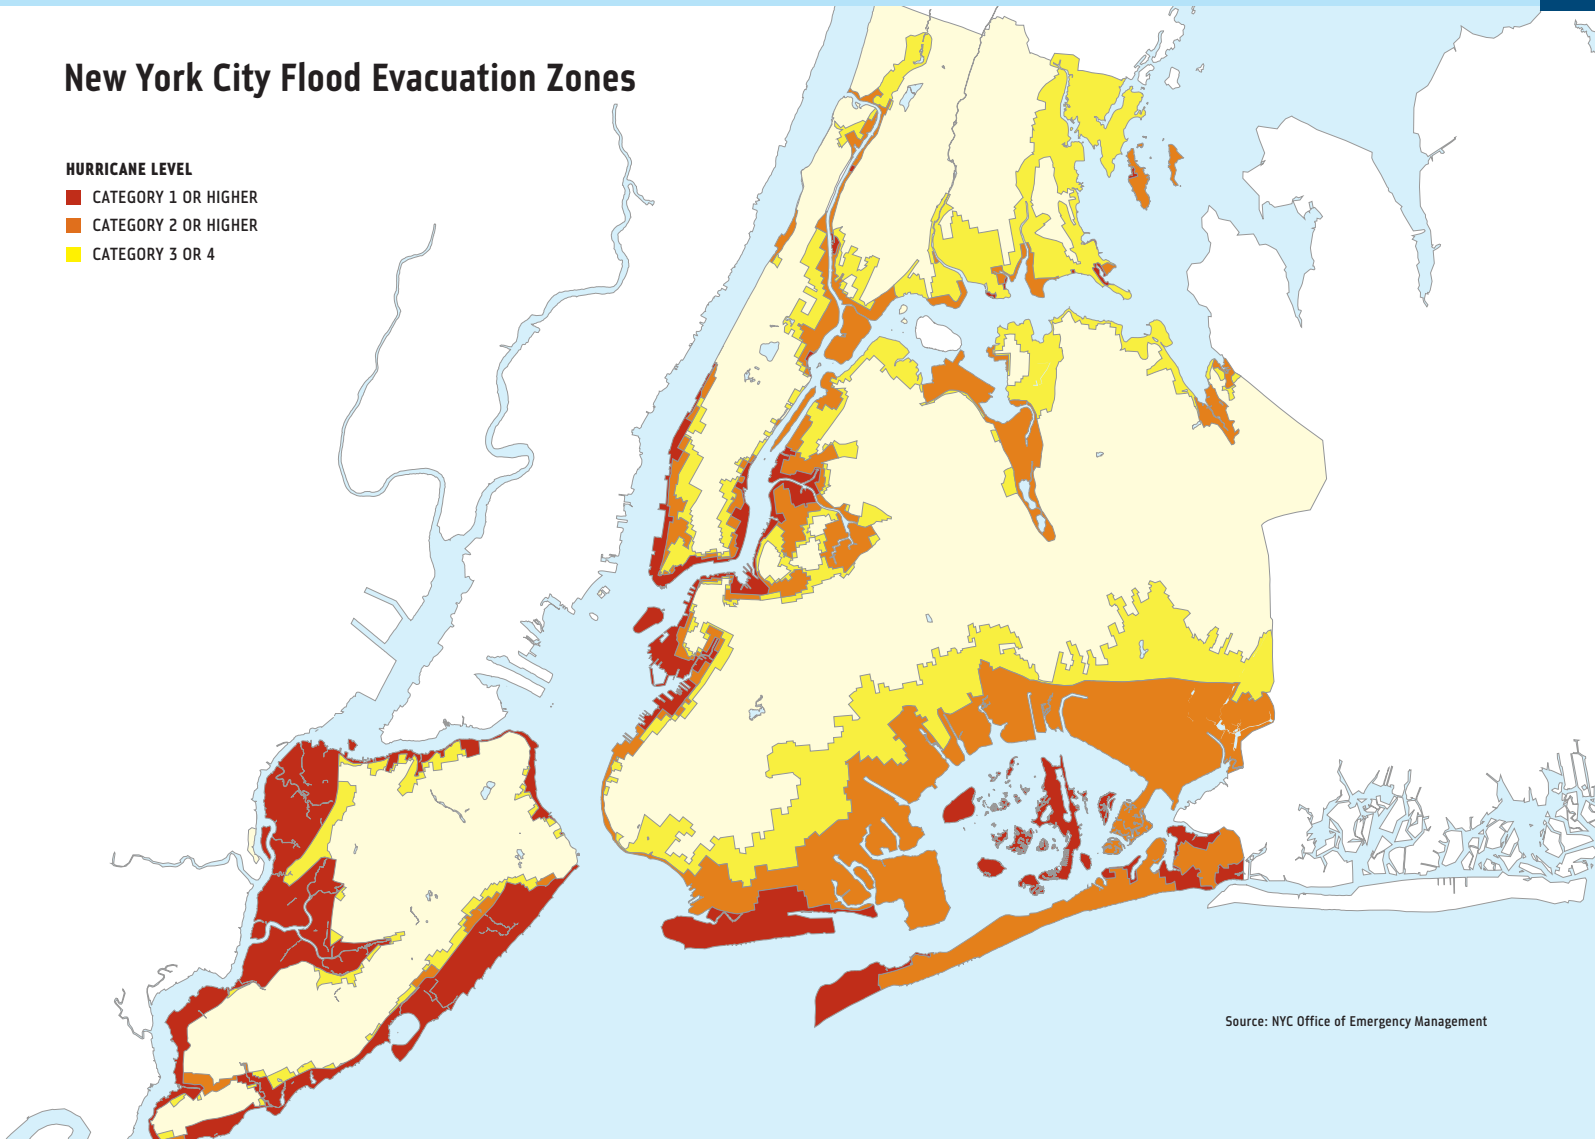 New York City Flood Evacuation Zones
HURRICANE LEVEL
CATEGORY 1 OR HIGHER
CATEGORY 2 OR HIGHER
CATEGORY 3 OR 4
Source: NYC Office of Emergency Management